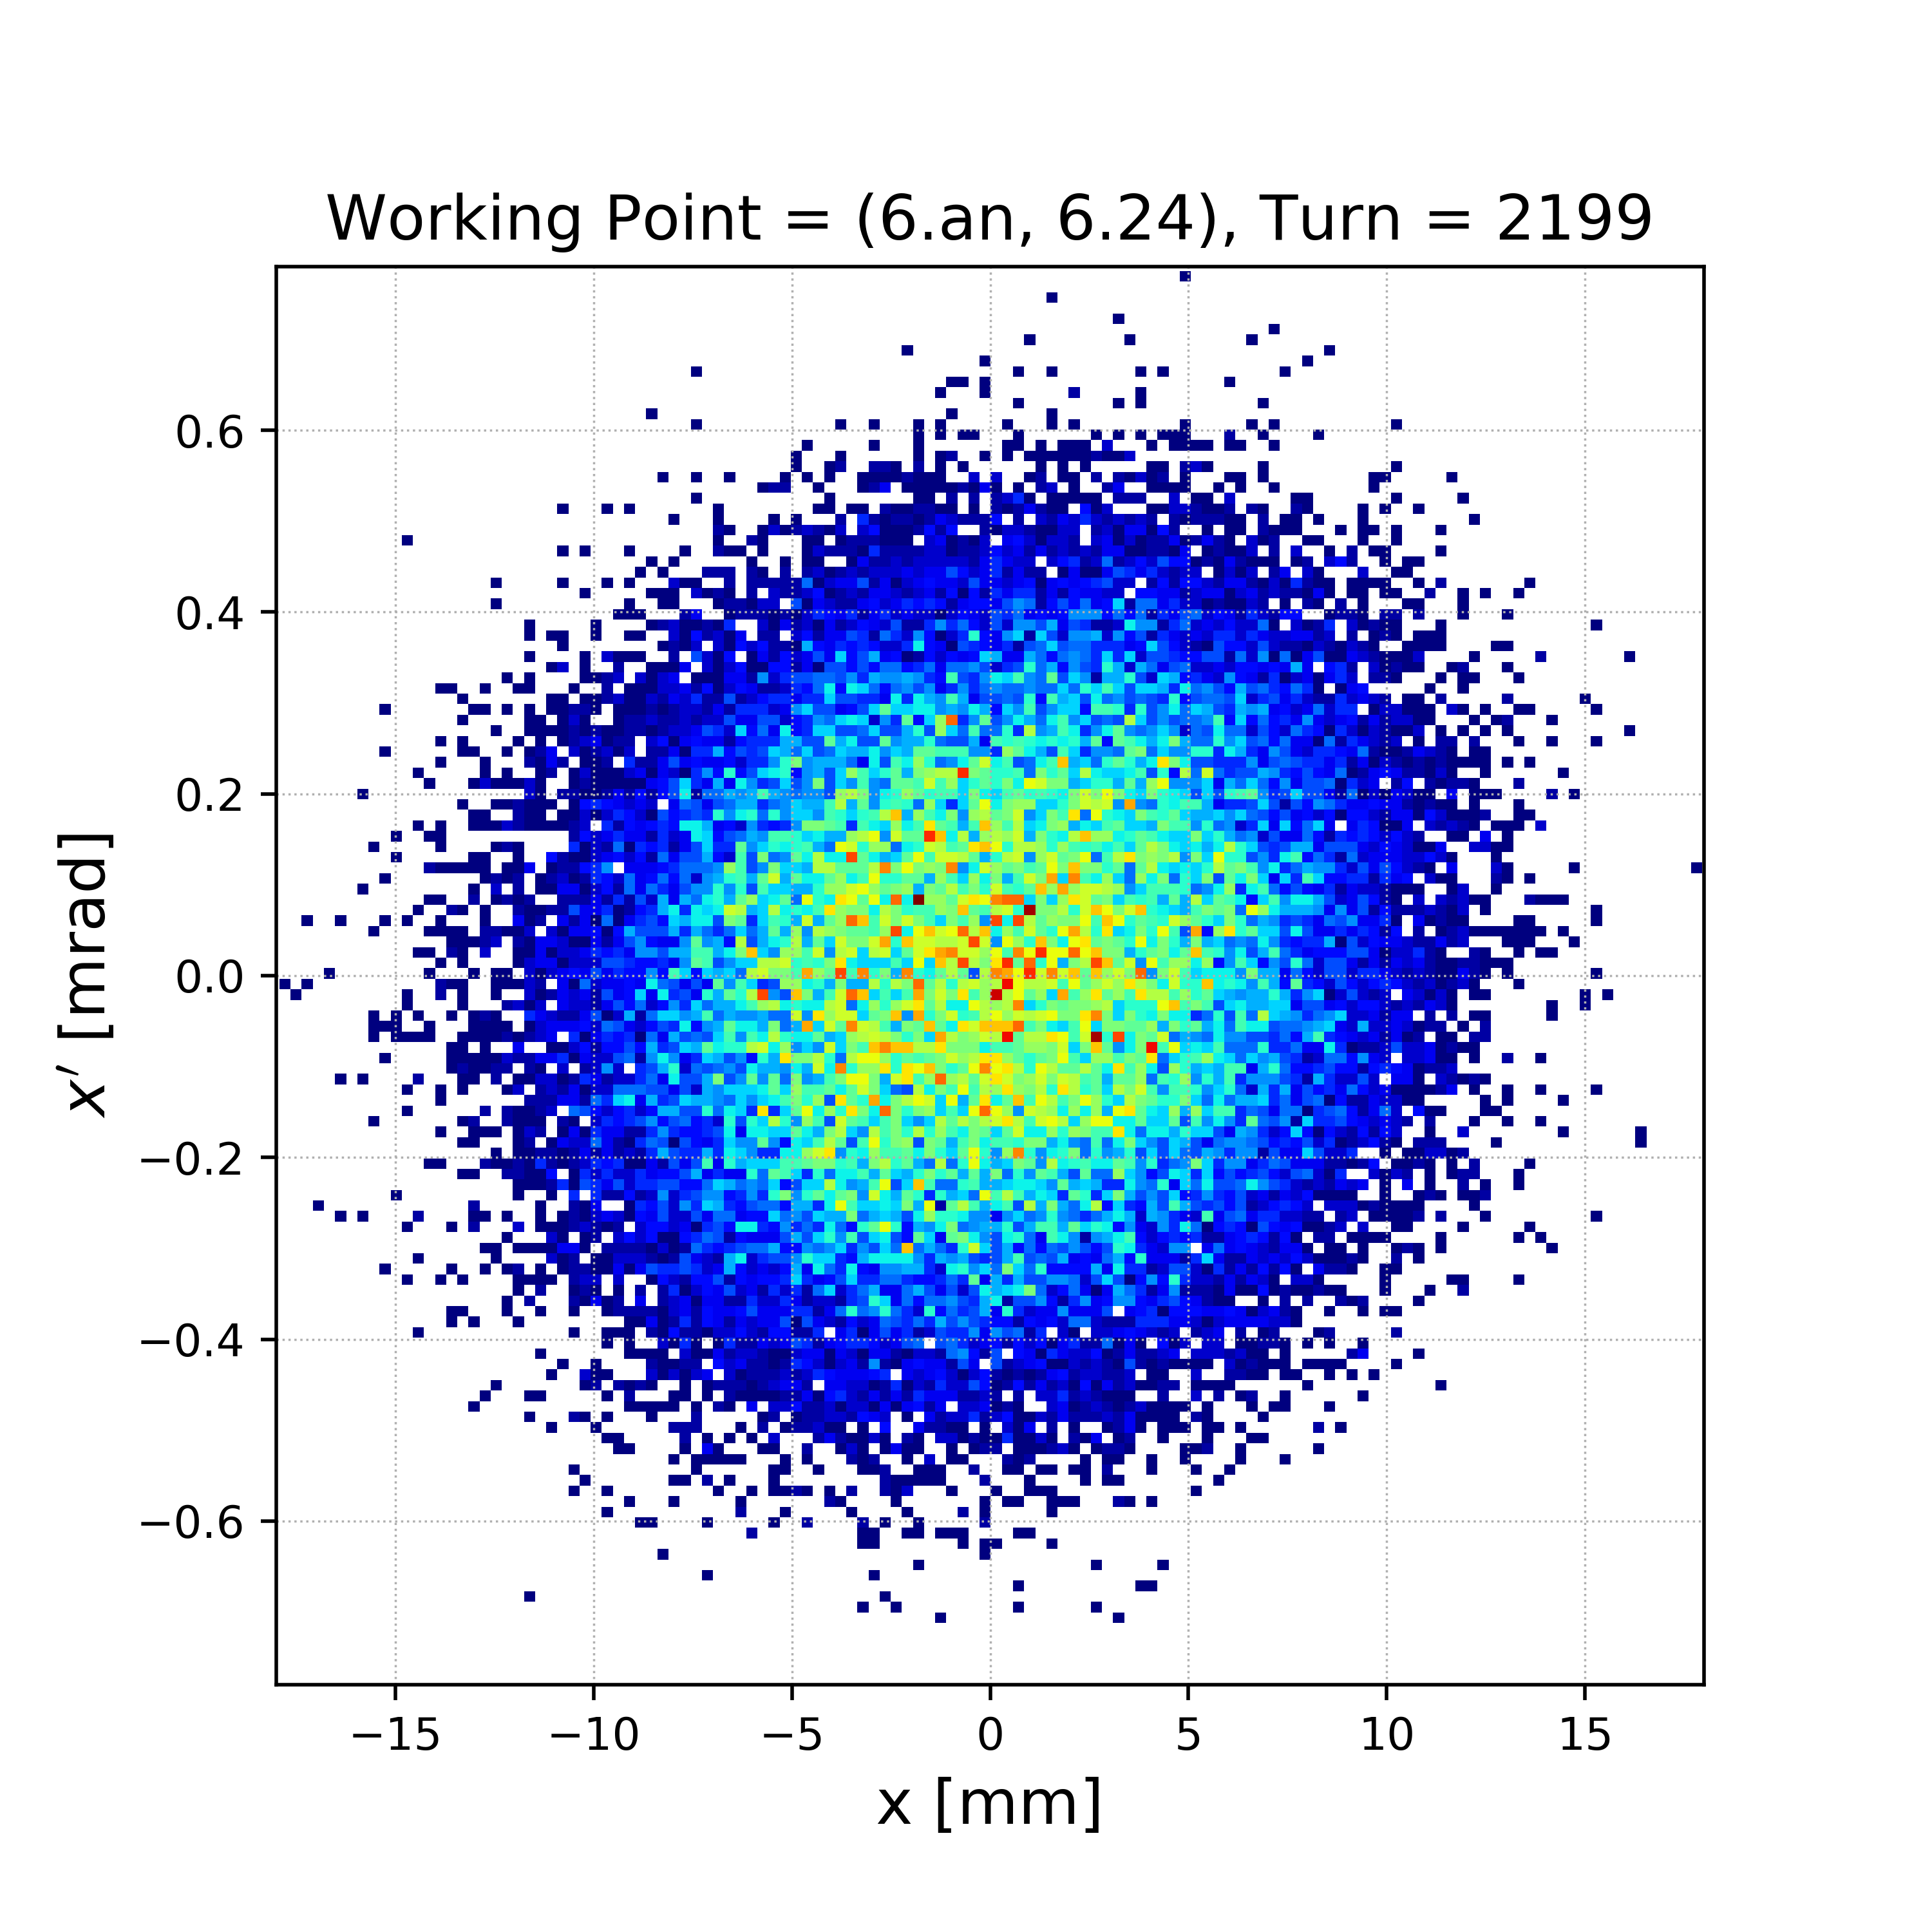 Working Point = (6.an, 6.24), Turn = 2199
x′ [mrad]
0.6
0.4
0.2
0.0
−0.2
−0.4
−0.6
−15 −10 −5 0 5 10 15
x [mm]